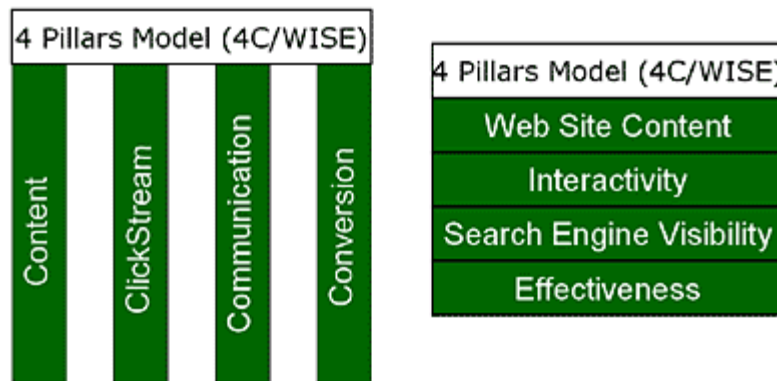 4 Pillars Model (4C/WISE)
Content
ClickStream
Communication
Conversion
4 Pillars Model (4C/WISE)
Web Site Content
Interactivity
Search Engine Visibility
Effectiveness